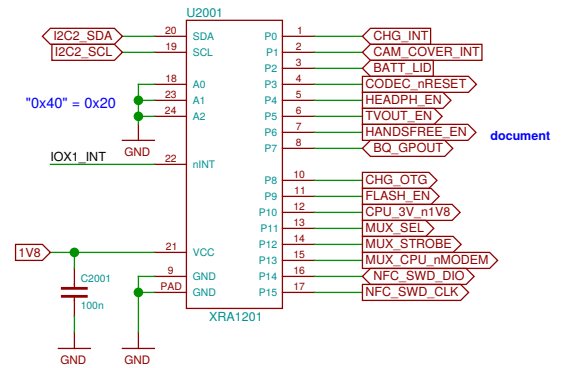 U2001
I2C2_SDA 20 SDA P0 1 CHG_INT
I2C2_SCL 19 SCL P1 2 CAM_COVER_INT
P2 3 BATT_LID
18 A0 P3 4 CODEC_nRESET
"0x40" = 0x20 23 A1 P4 5 HEADPH_EN
24 A2 P5 6 TVOUT_EN
P6 7 HANDSFREE_EN document
GND P7 8 BQ_GPOUT
IOX1_INT 22 nINT
P8 10 CHG_OTG
P9 11 FLASH_EN
P10 12 CPU_3V_n1V8
P11 13 MUX_SEL
P12 14 MUX_STROBE
1V8 21 VCC P13 15 MUX_CPU_nMODEM
C2001 9 GND P14 16 NFC_SWD_DIO
100n PAD GND P15 17 NFC_SWD_CLK
XRA1201
GND GND